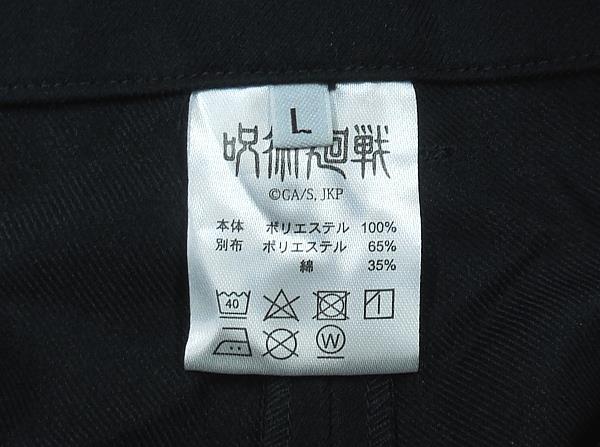 L
呪術廻戦
©GA/S, JKP
本体 ポリエステル 100%
別布 ポリエステル 65%
綿 35%
40
W